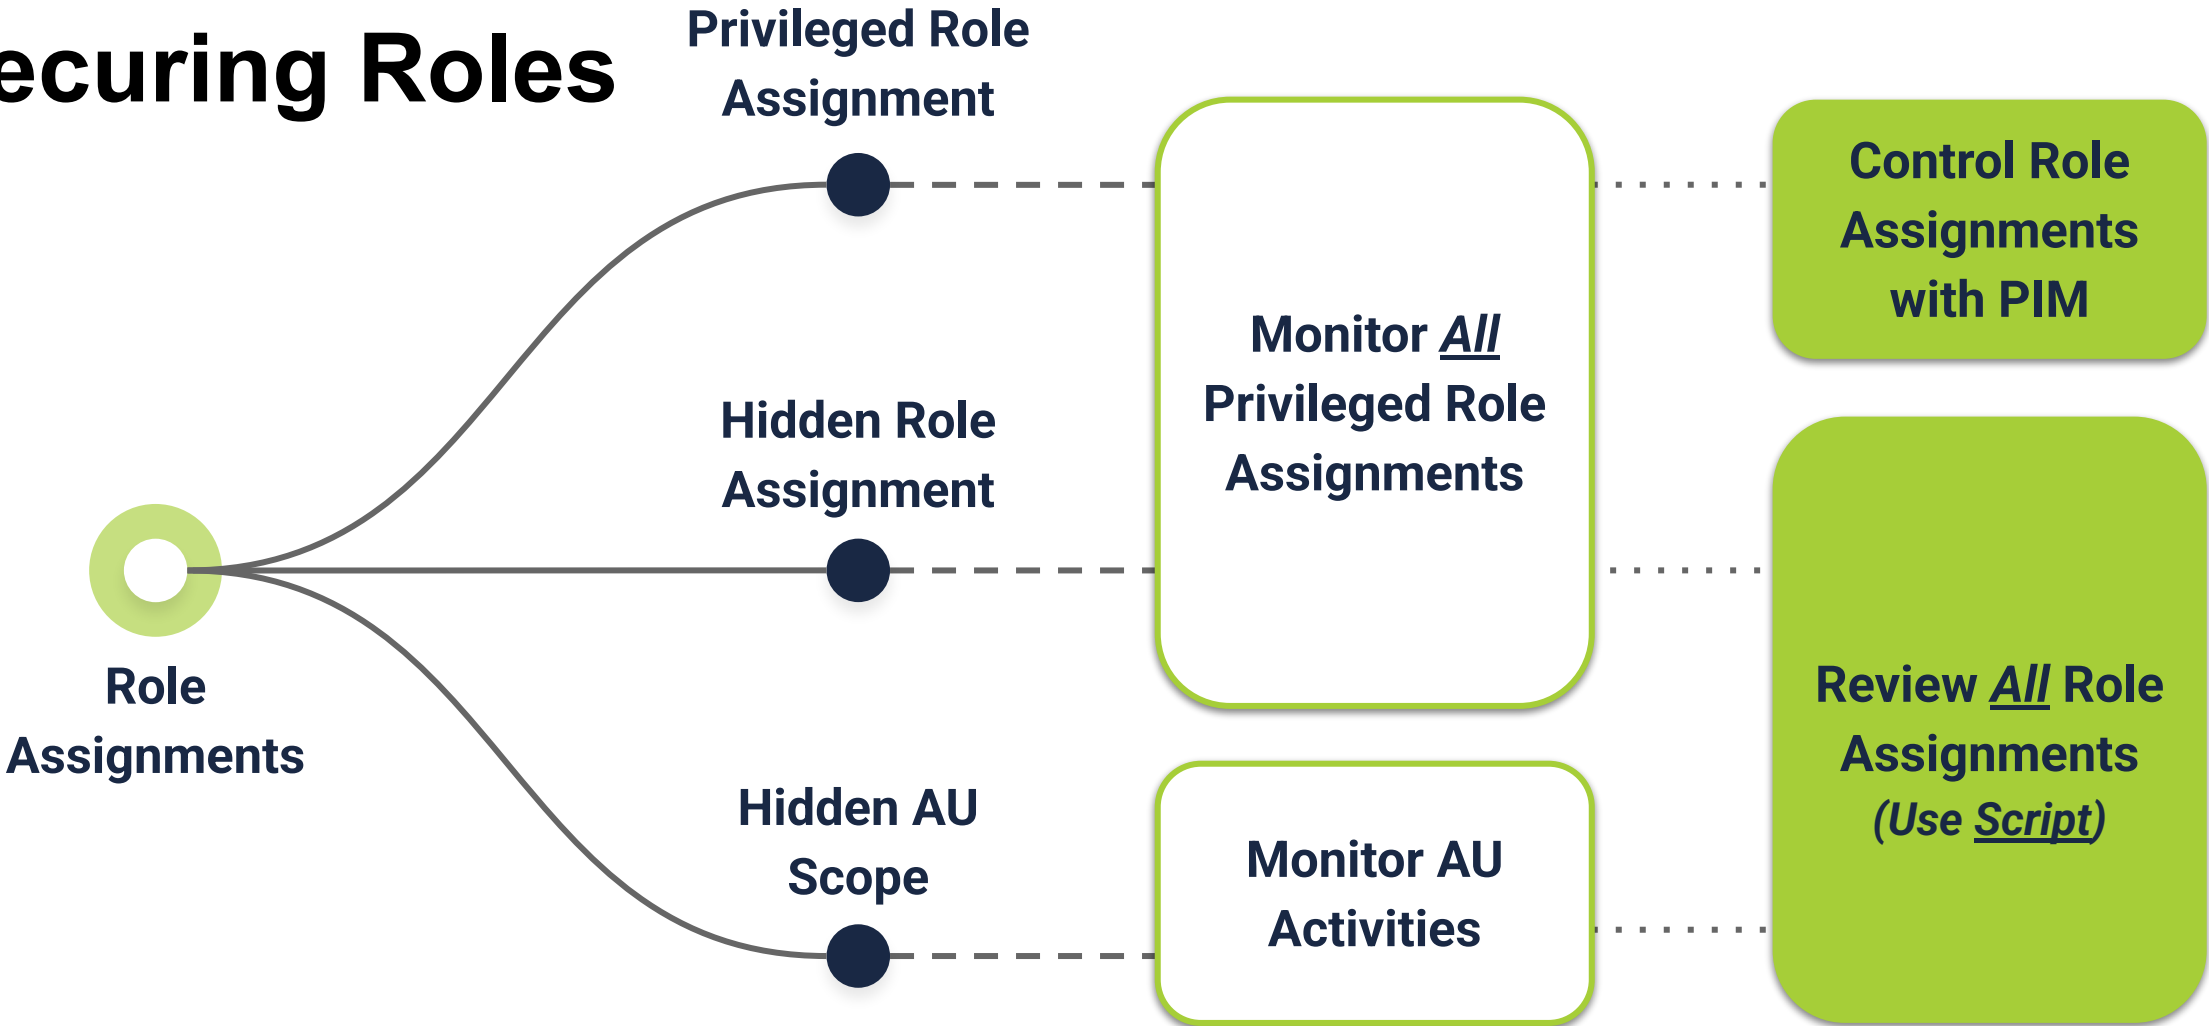 ecuring Roles
Privileged Role
Assignment
Hidden Role
Assignment
Role
Assignments
Hidden AU
Scope
Monitor All
Privileged Role
Assignments
Monitor AU
Activities
Control Role
Assignments
with PIM
Review All Role
Assignments
(Use Script)